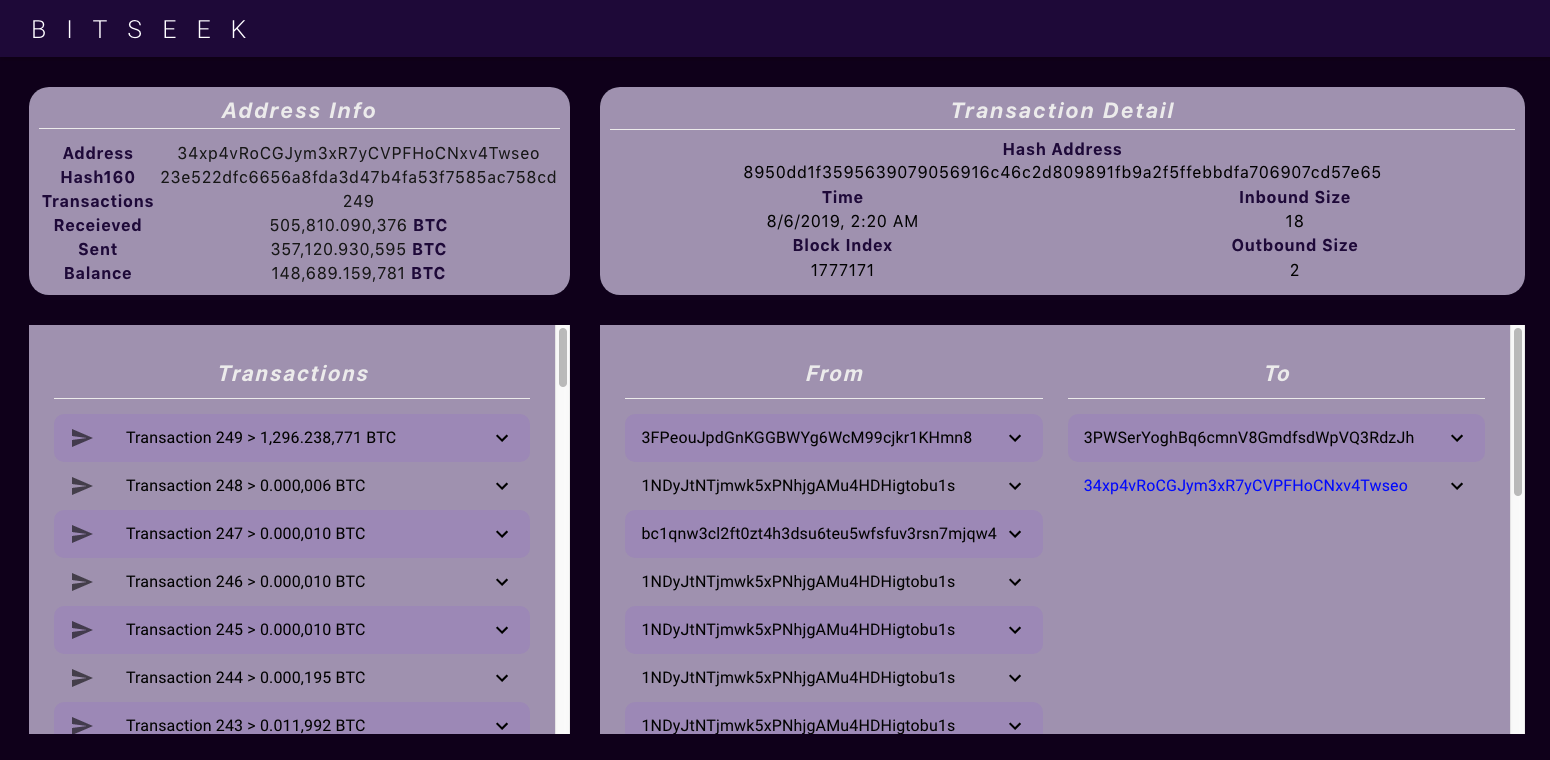 BITSEEK
Address Info
Address 34xp4vRoCGJym3xR7yCVPFHoCNxv4Twseo
Hash160 23e522dfc6656a8fda3d47b4fa53f7585ac758cd
Transactions 249
Receieved 505,810.090,376 BTC
Sent 357,120.930,595 BTC
Balance 148,689.159,781 BTC
Transaction Detail
Hash Address
8950dd1f3595639079056916c46c2d809891fb9a2f5ffebbdfa706907cd57e65
Time
8/6/2019, 2:20 AM
Block Index
1777171
Inbound Size
18
Outbound Size
2
Transactions
Transaction 249 > 1,296.238,771 BTC
Transaction 248 > 0.000,006 BTC
Transaction 247 > 0.000,010 BTC
Transaction 246 > 0.000,010 BTC
Transaction 245 > 0.000,010 BTC
Transaction 244 > 0.000,195 BTC
Transaction 243 > 0.011,992 BTC
From
3FPeouJpdGnKGGBWYg6WcM99cjkr1KHmn8
1NDyJtNTjmwk5xPNhjgAMu4HDHigtobu1s
bc1qnw3cl2ft0zt4h3dsu6teu5wfsfuv3rsn7mjqw4
1NDyJtNTjmwk5xPNhjgAMu4HDHigtobu1s
1NDyJtNTjmwk5xPNhjgAMu4HDHigtobu1s
1NDyJtNTjmwk5xPNhjgAMu4HDHigtobu1s
1NDyJtNTjmwk5xPNhjgAMu4HDHigtobu1s
To
3PWSerYoghBq6cmnV8GmdfsdWpVQ3RdzJh
34xp4vRoCGJym3xR7yCVPFHoCNxv4Twseo